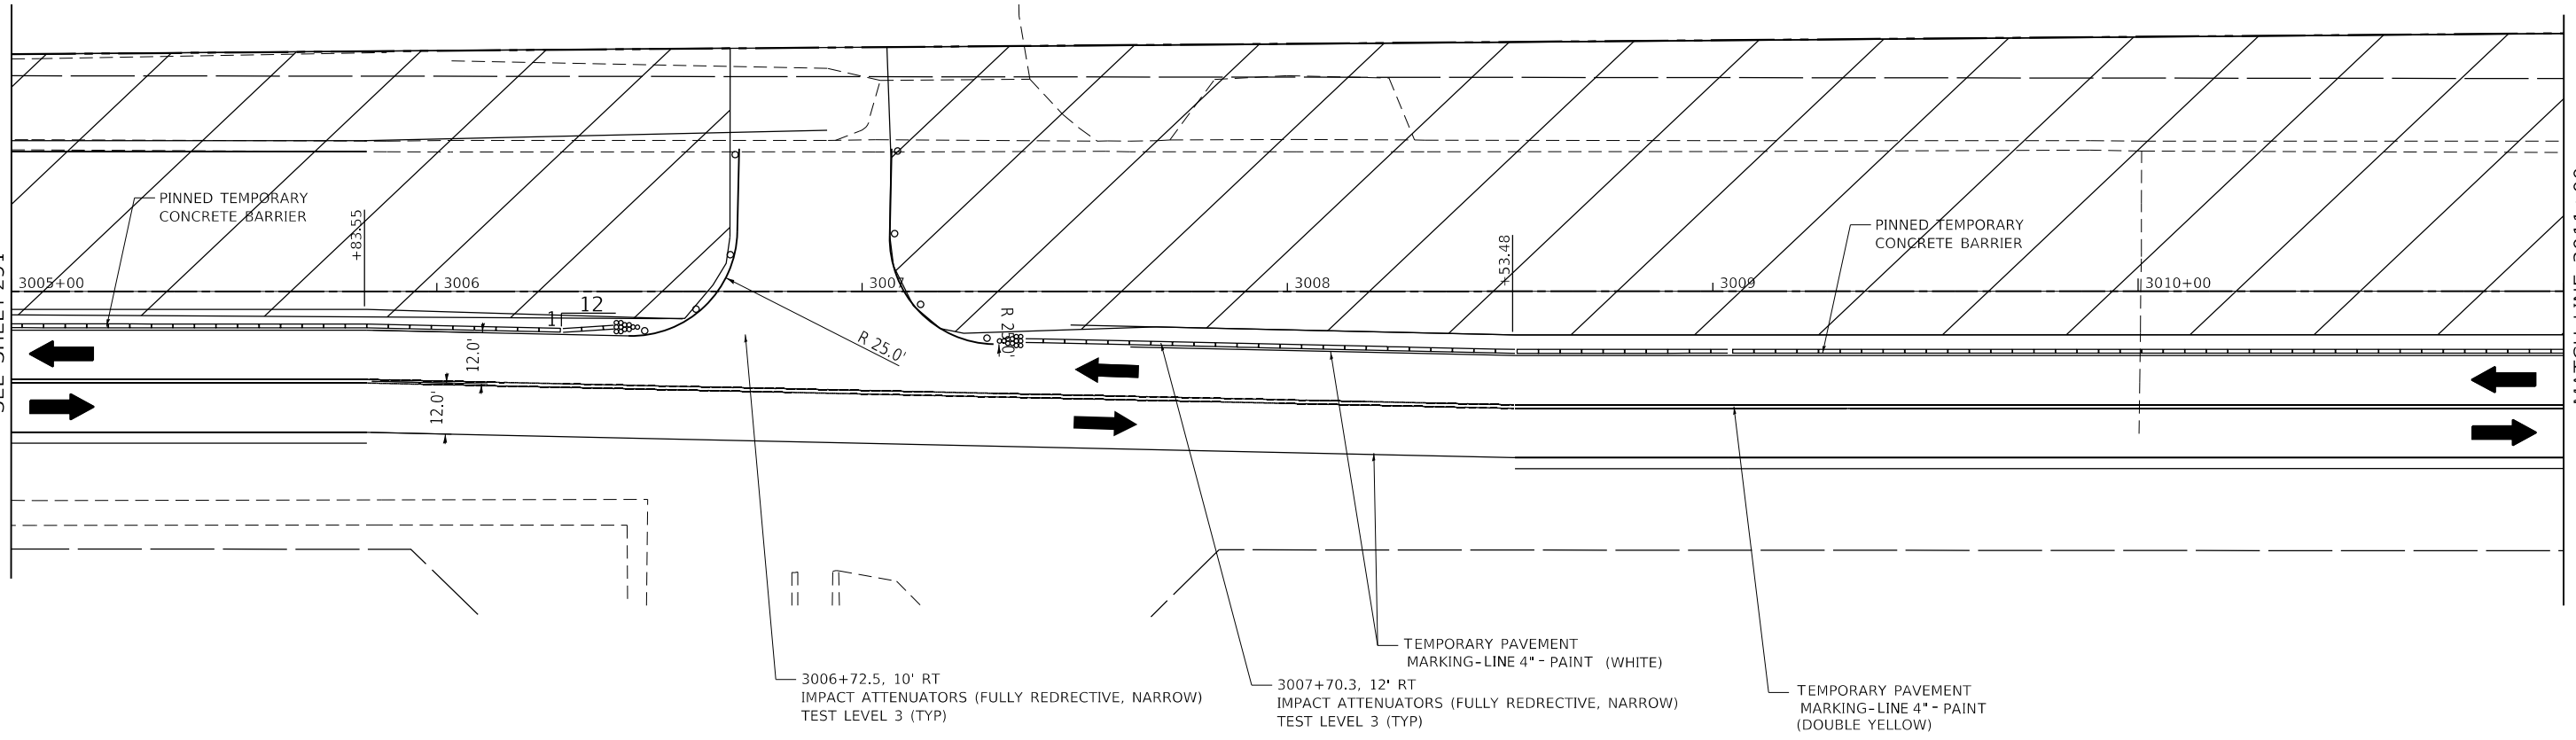 PINNED TEMPORARY
CONCRETE BARRIER
+83.55
3005+00
3006
12
1
12.0'
12.0'
R 25.0'
3007
R 25.0'
3008
+53.48
PINNED TEMPORARY
CONCRETE BARRIER
3009
3010+00
3006+72.5, 10' RT
IMPACT ATTENUATORS (FULLY REDRECTIVE, NARROW)
TEST LEVEL 3 (TYP)
3007+70.3, 12' RT
IMPACT ATTENUATORS (FULLY REDRECTIVE, NARROW)
TEST LEVEL 3 (TYP)
TEMPORARY PAVEMENT
MARKING-LINE 4"- PAINT (WHITE)
TEMPORARY PAVEMENT
MARKING-LINE 4"- PAINT
(DOUBLE YELLOW)